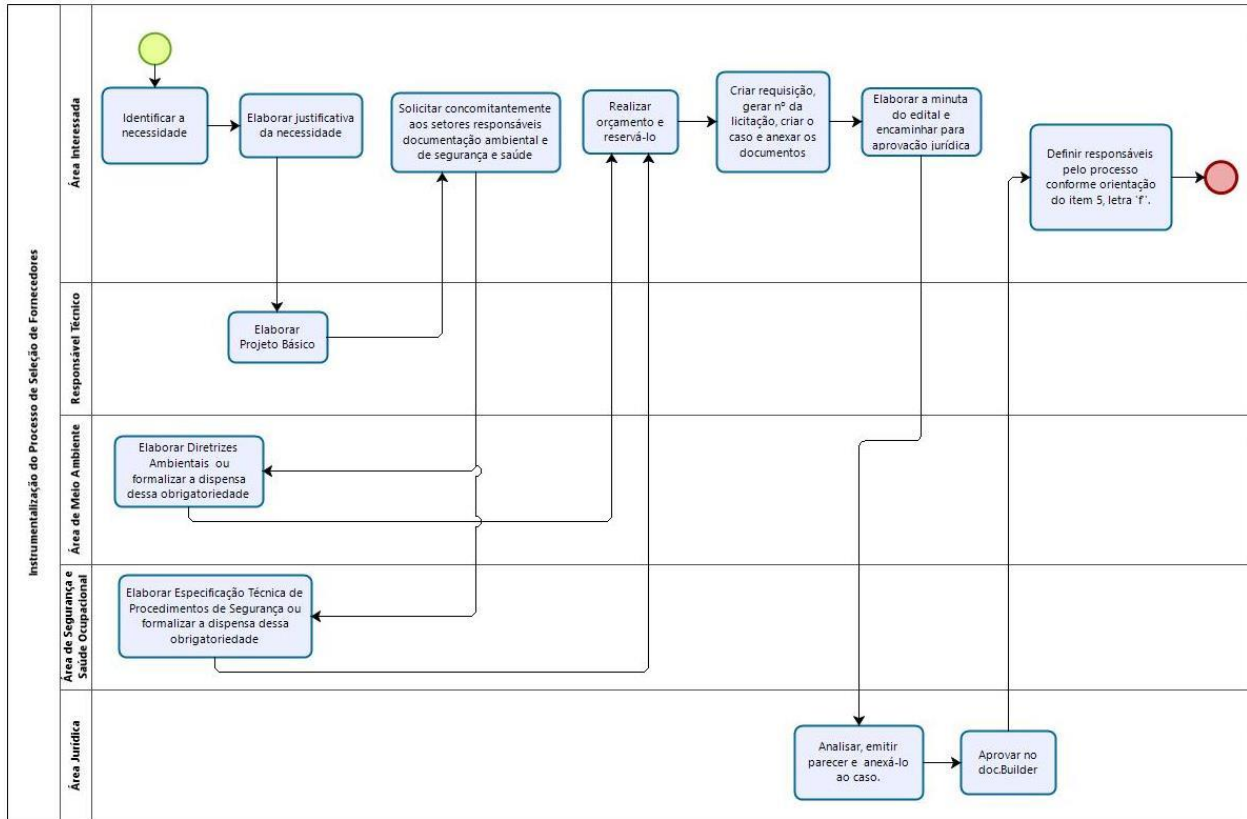 Instrumentalização do Processo de Seleção de Fornecedores
Área Interessada
Identificar a
necessidade
Elaborar justificativa
da necessidade
Solicitar concomitantemente
aos setores responsáveis
documentação ambiental e
de segurança e saúde
Realizar
orçamento e
reservá-lo
Criar requisição,
gerar nº da
licitação, criar o
caso e anexar os
documentos
Elaborar a minuta
do edital e
encaminhar para
aprovação jurídica
Definir responsáveis
pelo processo
conforme orientação
do item 5, letra 'f'.
Responsável Técnico
Elaborar
Projeto Básico
Área de Meio Ambiente
Elaborar Diretrizes
Ambientais ou
formalizar a dispensa
dessa obrigatoriedade
Área de Segurança e
Saúde Ocupacional
Elaborar Especificação Técnica de
Procedimentos de Segurança ou
formalizar a dispensa dessa
obrigatoriedade
Área Jurídica
Analisar, emitir
parecer e anexá-lo
ao caso.
Aprovar no
doc.Builder